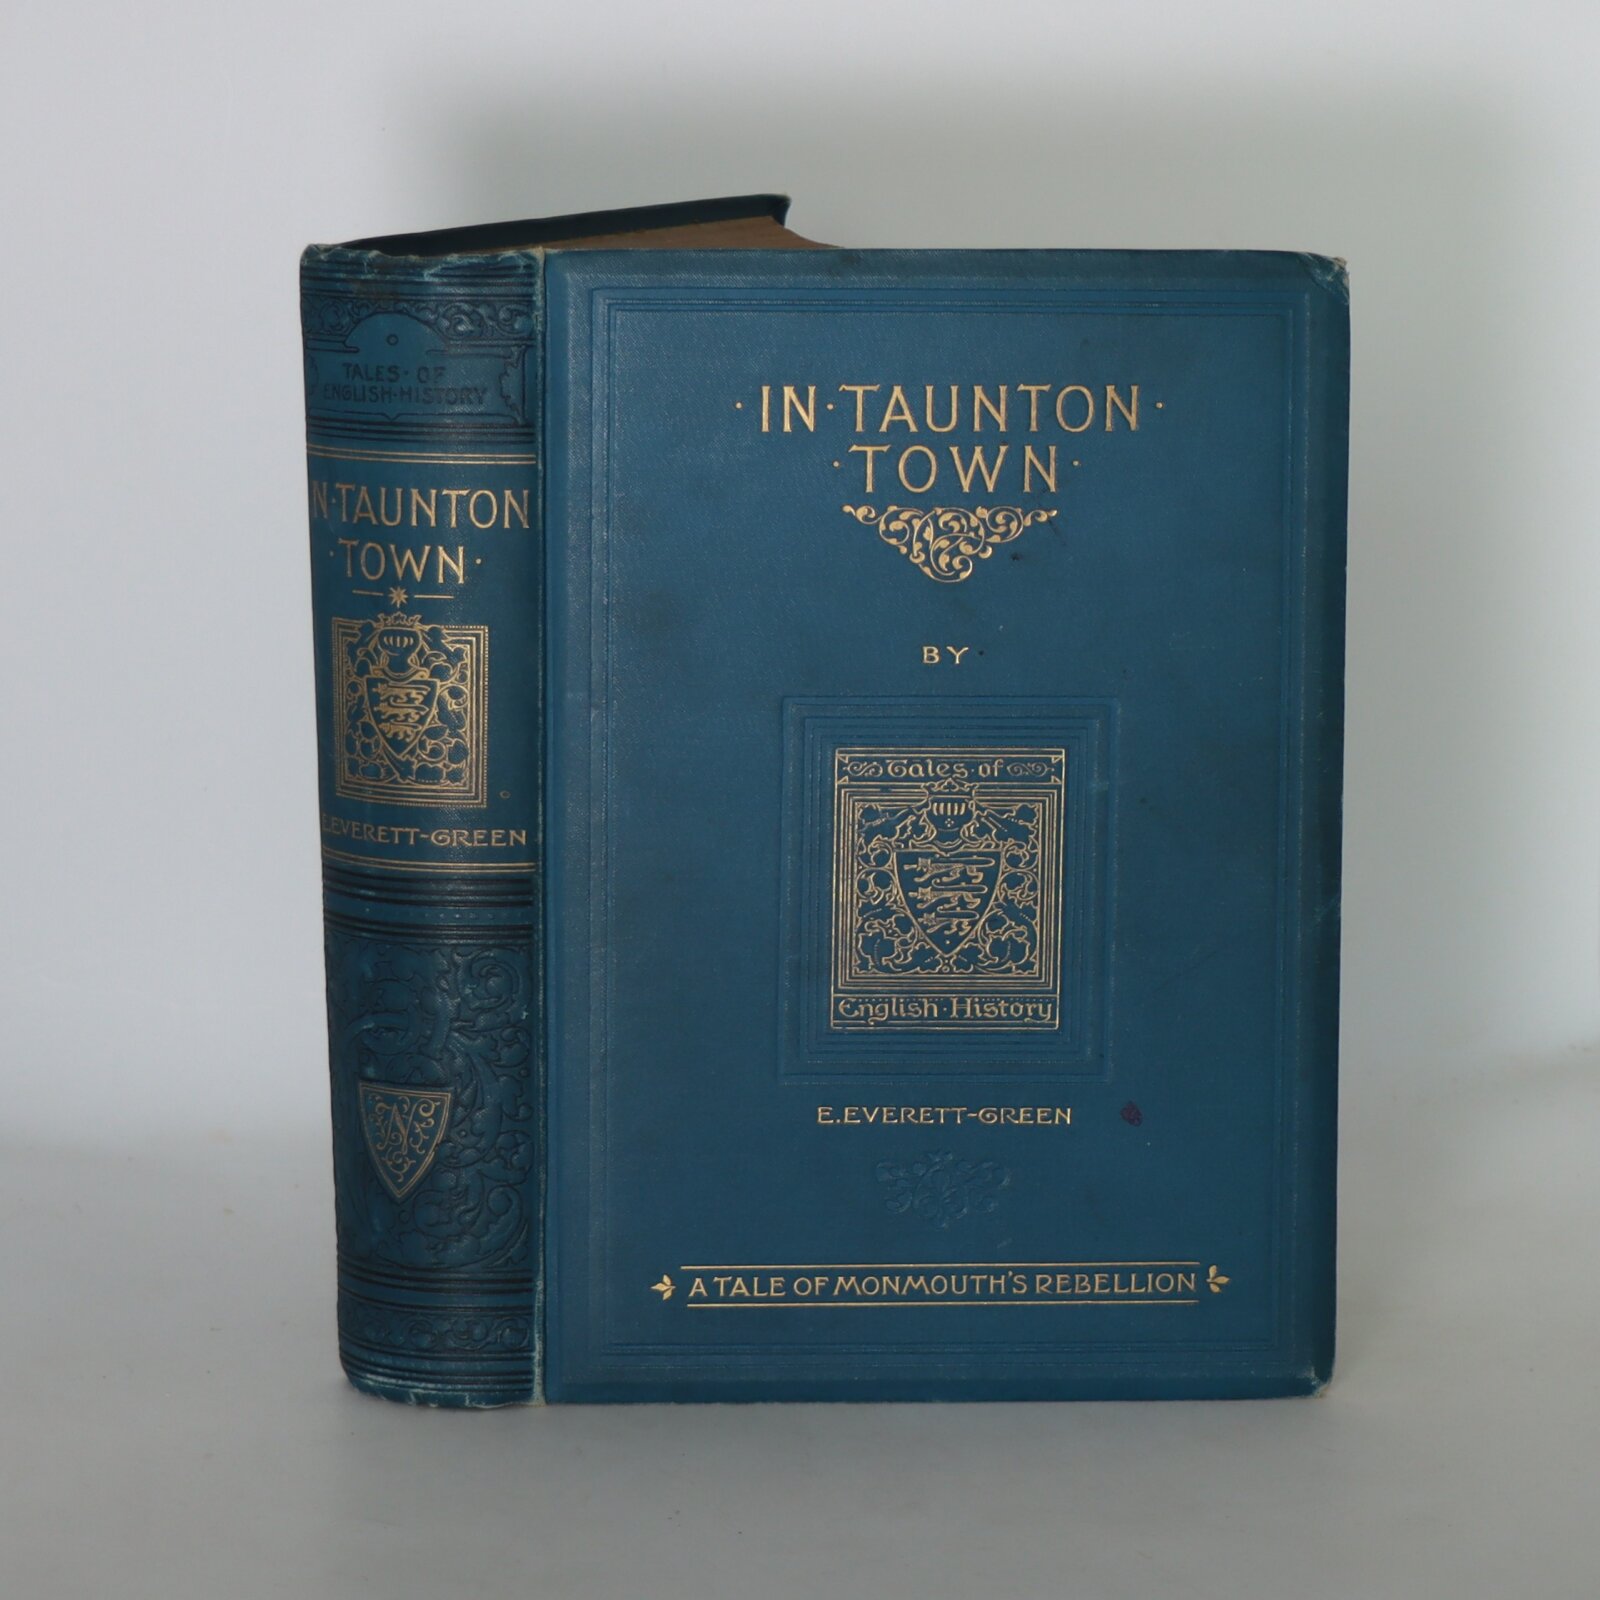 TALES · OF
ENGLISH · HISTORY
IN · TAUNTON
· TOWN ·
E. EVERETT-GREEN
N
· IN · TAUNTON ·
· TOWN ·
BY
Tales · of
English · History
E. EVERETT-GREEN
A TALE OF MONMOUTH'S REBELLION